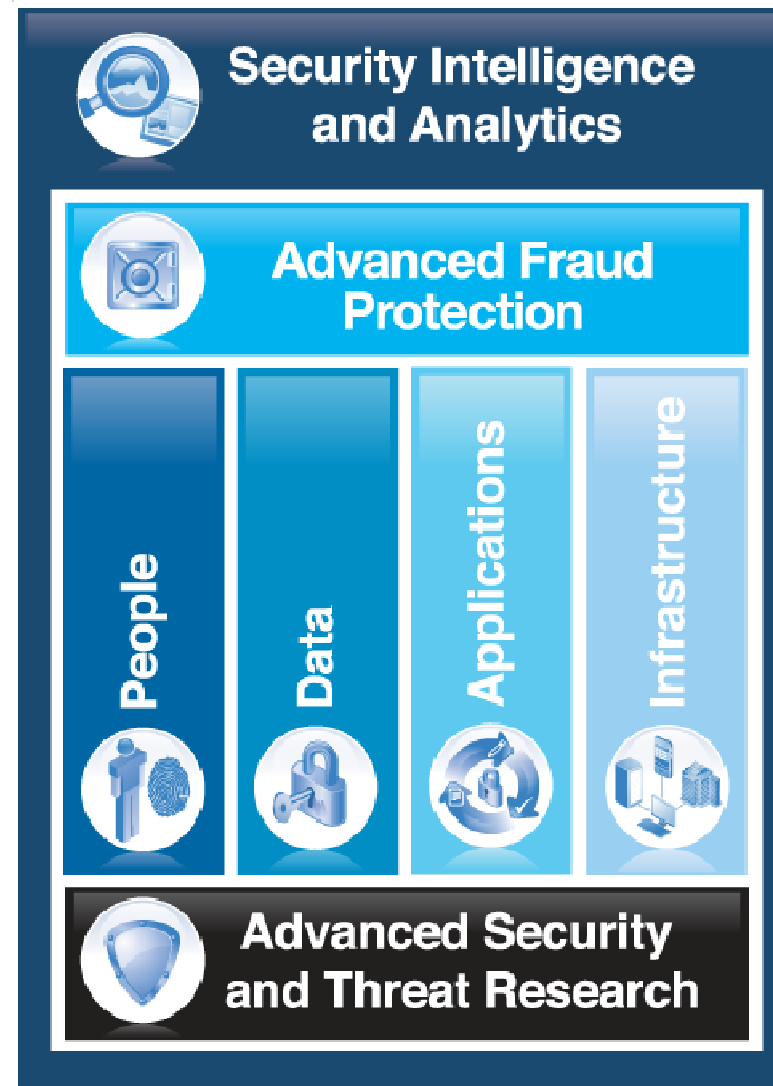 Security Intelligence
and Analytics
Advanced Fraud
Protection
People
Data
Applications
Infrastructure
Advanced Security
and Threat Research